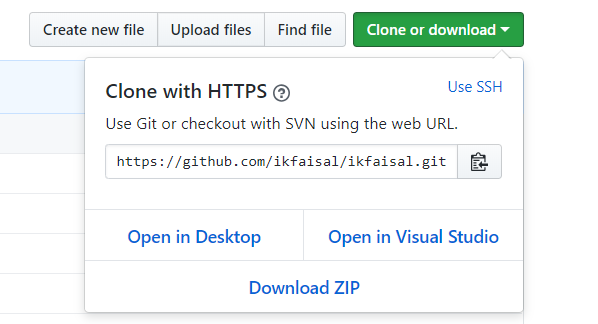 Create new file Upload files Find file Clone or download
Clone with HTTPS ? Use SSH
Use Git or checkout with SVN using the web URL.
https://github.com/ikfaisal/ikfaisal.git
Open in Desktop Open in Visual Studio
Download ZIP